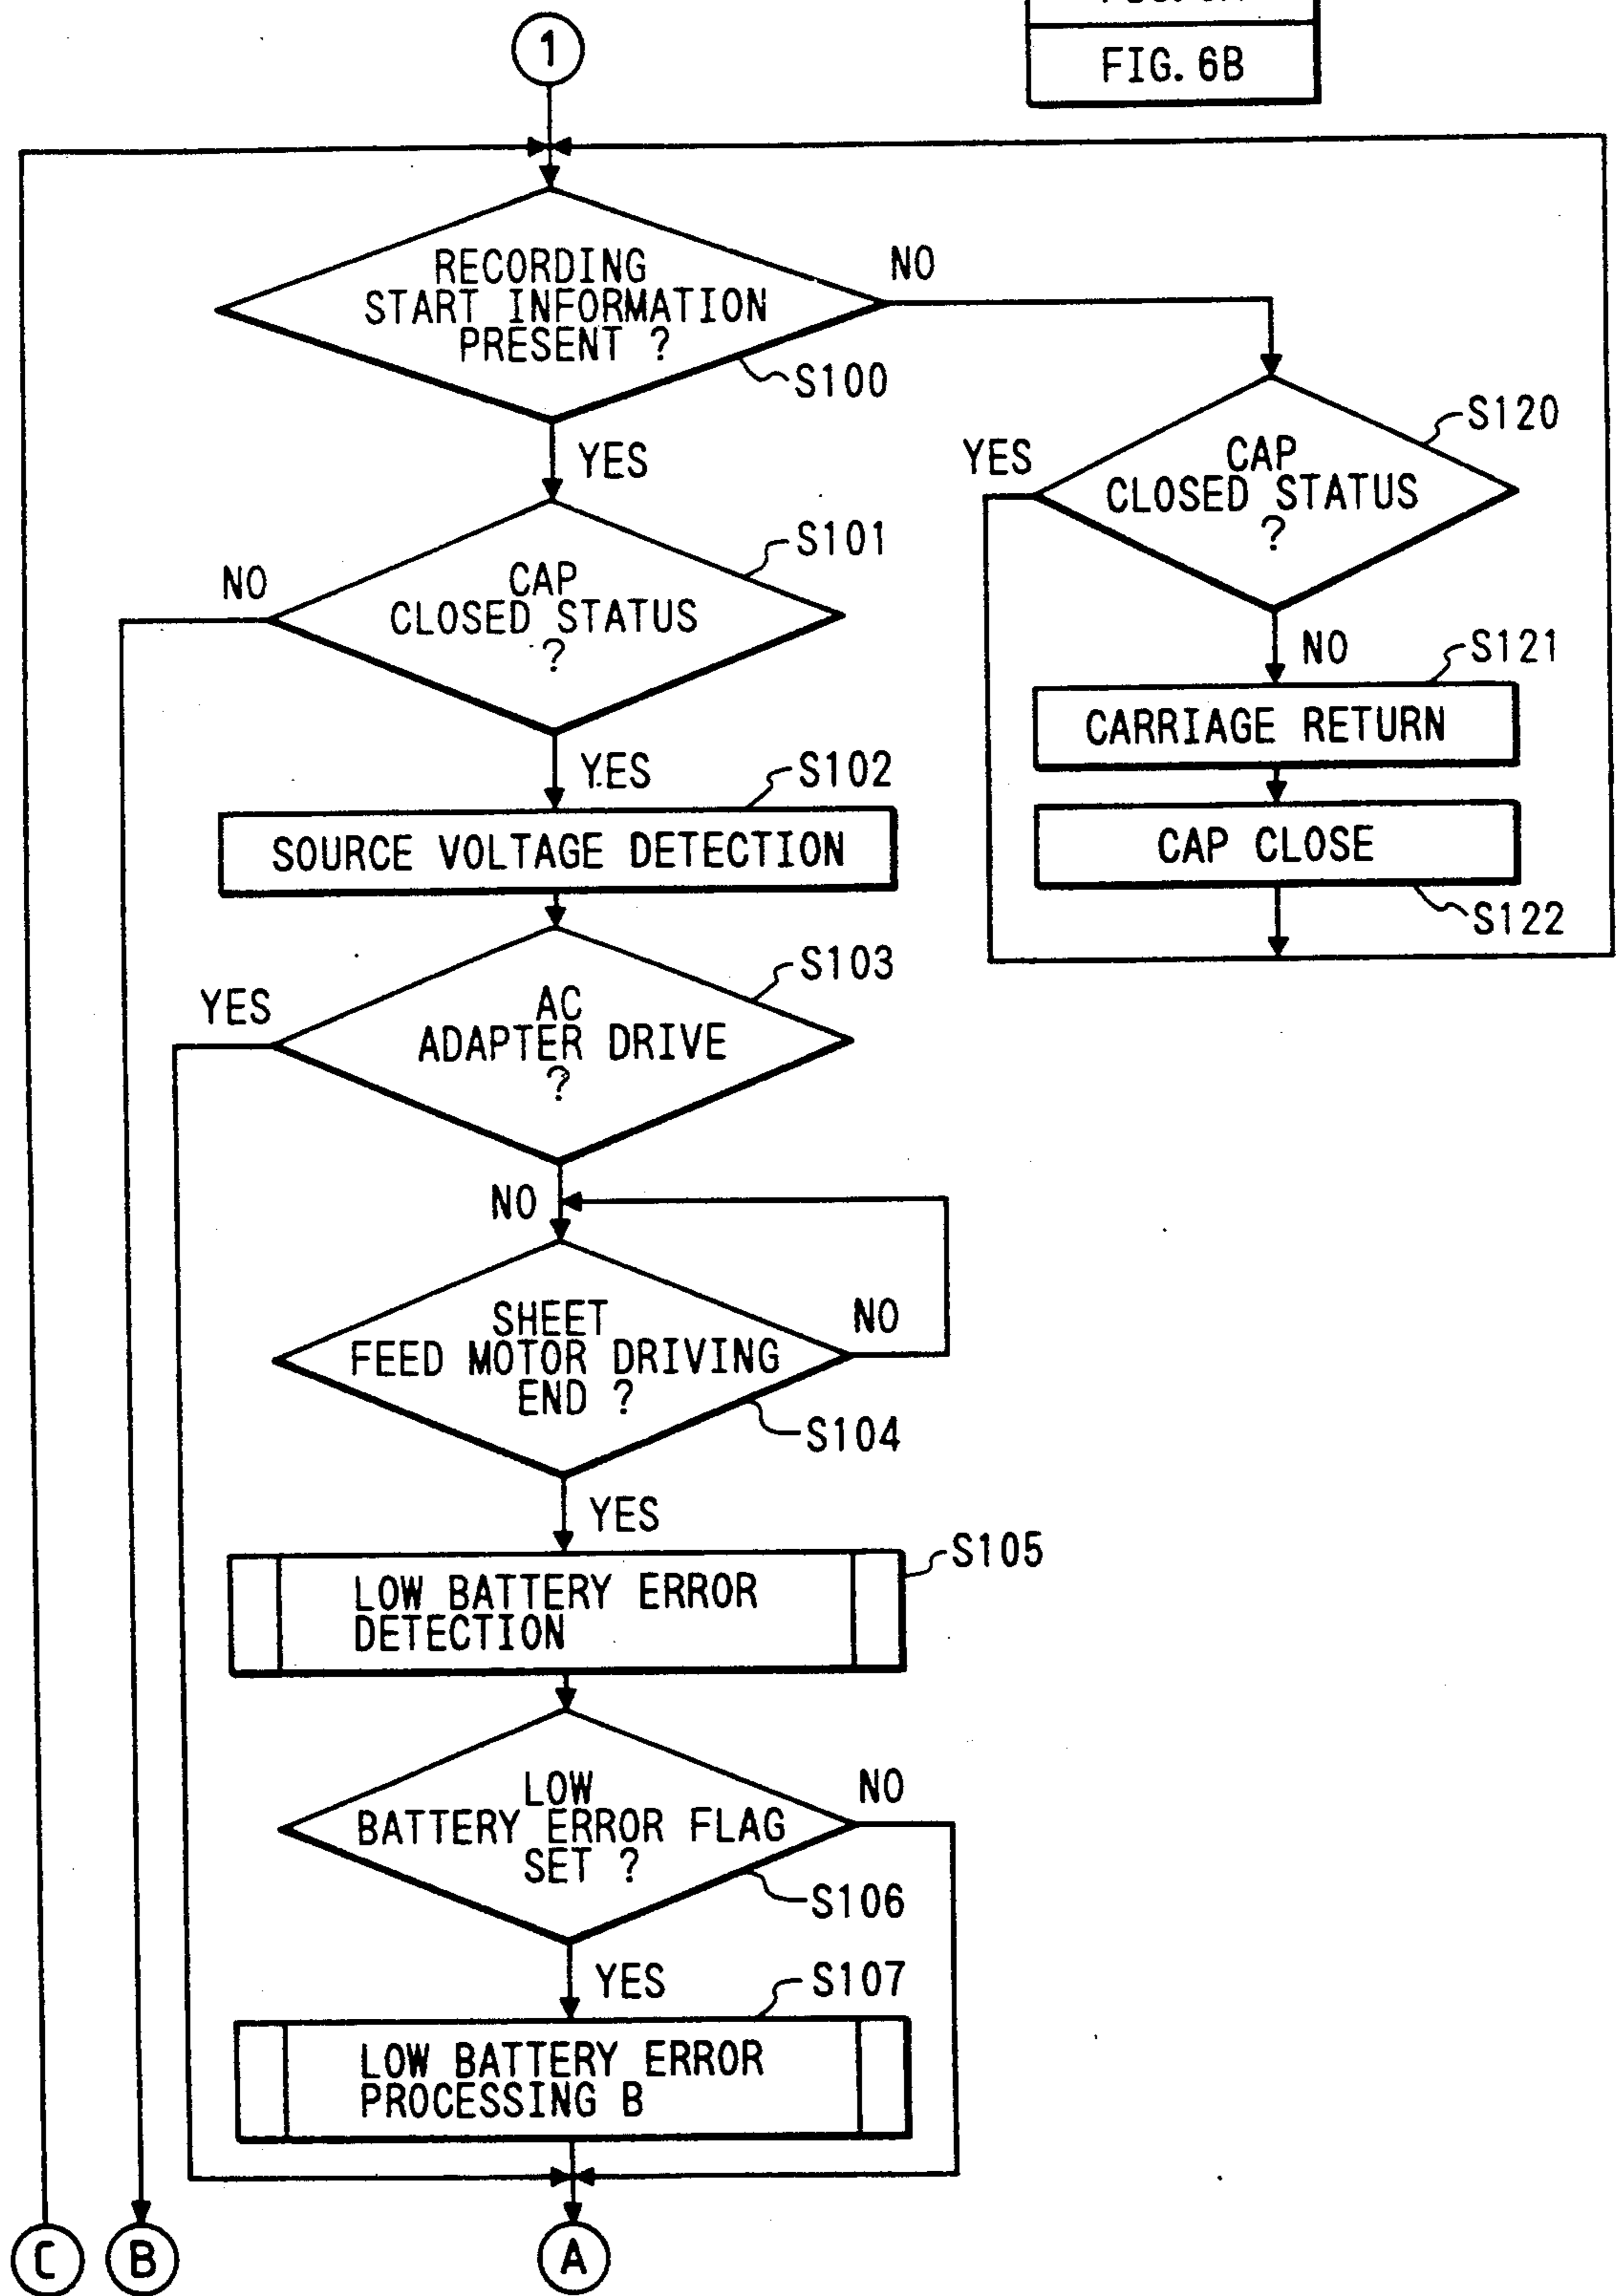 1
FIG. 6B
RECORDING
START INFORMATION
PRESENT ?
NO
S100
YES
S120
YES
CAP
CLOSED STATUS
?
S101
NO
CAP
CLOSED STATUS
?
NO
S121
CARRIAGE RETURN
YES
S102
SOURCE VOLTAGE DETECTION
CAP CLOSE
S122
S103
YES
AC
ADAPTER DRIVE
?
NO
SHEET
FEED MOTOR DRIVING
END ?
NO
S104
YES
S105
LOW BATTERY ERROR
DETECTION
LOW
BATTERY ERROR FLAG
SET ?
NO
S106
YES
S107
LOW BATTERY ERROR
PROCESSING B
C
B
A